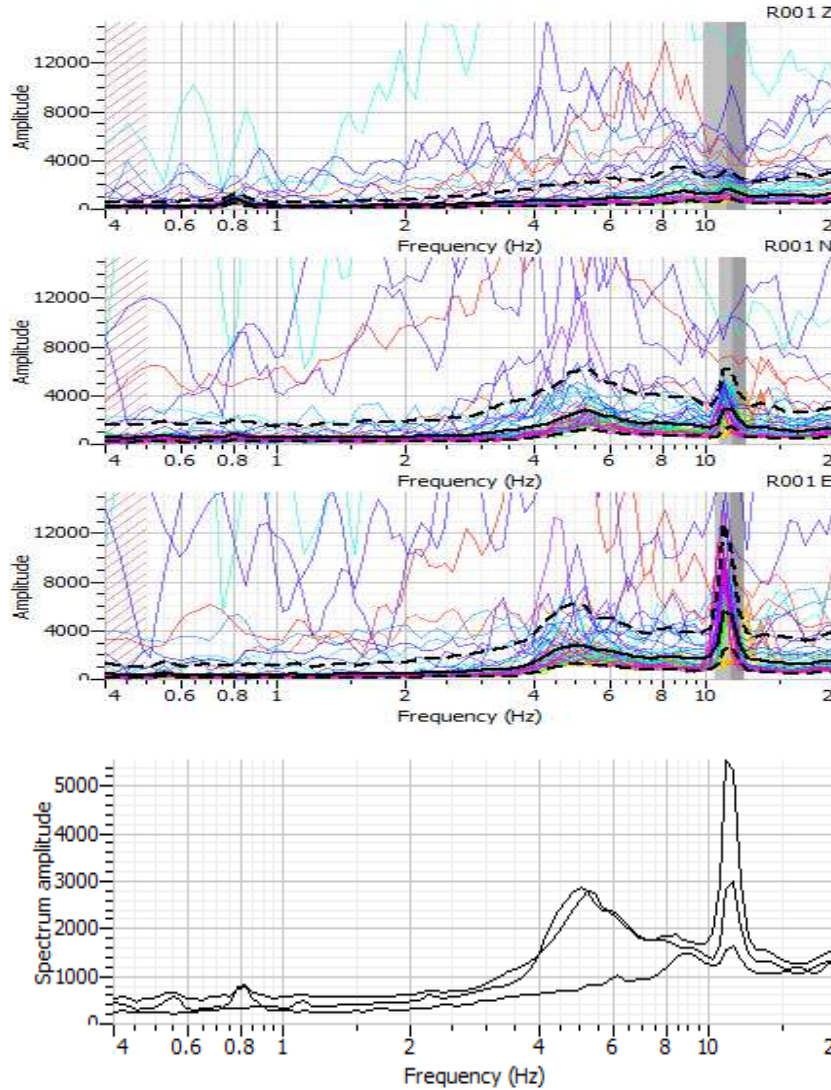 R001 Z
12000
8000
4000
0
Amplitude
4 0.6 0.8 1 2 4 6 8 10 2
Frequency (Hz)
R001 N
12000
8000
4000
0
Amplitude
4 0.6 0.8 1 2 4 6 8 10 2
Frequency (Hz)
R001 E
12000
8000
4000
0
Amplitude
4 0.6 0.8 1 2 4 6 8 10 2
Frequency (Hz)
5000
4000
3000
2000
1000
0
Spectrum amplitude
4 0.6 0.8 1 2 4 6 8 10 2
Frequency (Hz)